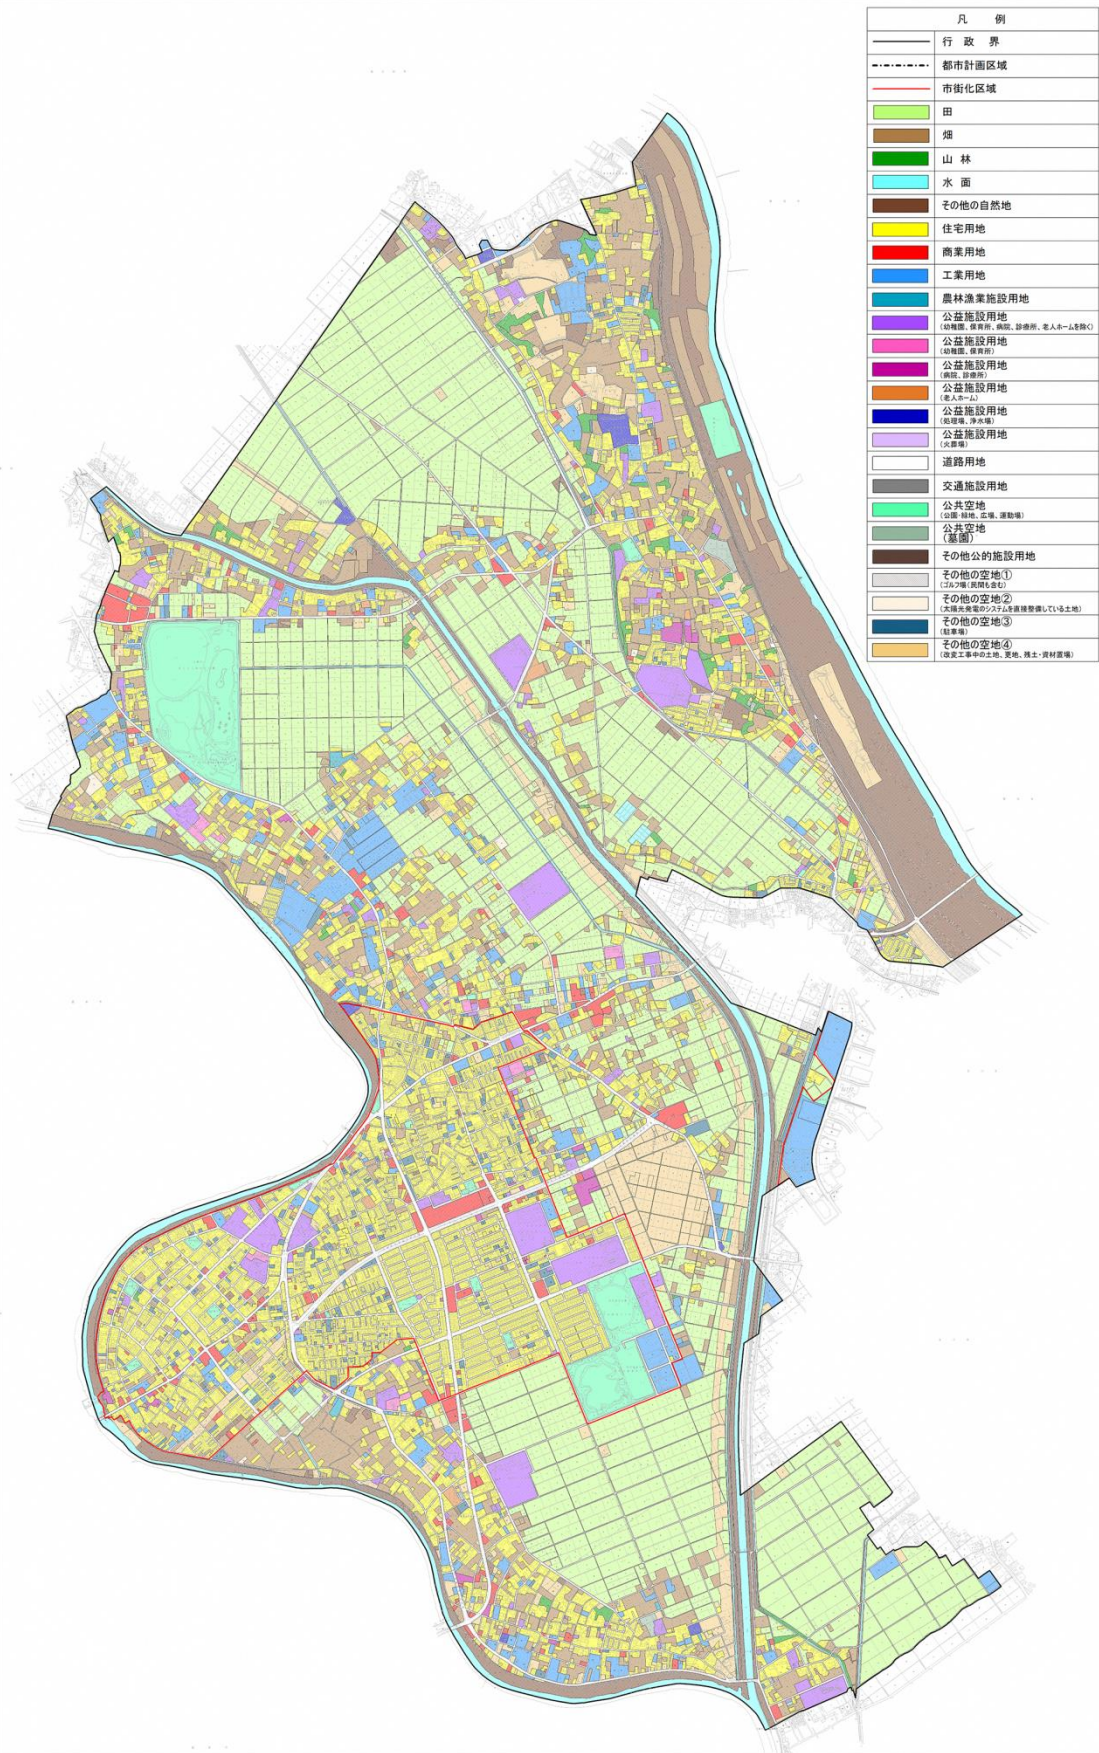 凡 例
行 政 界
都市計画区域
市街化区域
田
畑
山 林
水 面
その他の自然地
住宅用地
商業用地
工業用地
農林漁業施設用地
公益施設用地
(幼稚園、保育所、病院、診療所、老人ホームを除く)
公益施設用地
(幼稚園、保育所)
公益施設用地
(病院、診療所)
公益施設用地
(老人ホーム)
公益施設用地
(処理場、浄水場)
公益施設用地
(火葬場)
道路用地
交通施設用地
公共空地
(公園・緑地、広場、運動場)
公共空地
(墓園)
その他公的施設用地
その他の空地①
(ゴルフ場(民間も含む)
その他の空地②
(太陽光発電のシステムを直接整備している土地)
その他の空地③
(駐車場)
その他の空地④
(改変工事中の土地、更地、残土・資材置場)